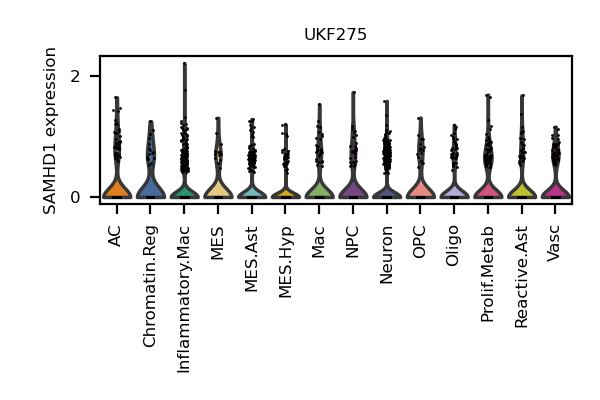 UKF275
SAMHD1 expression
2
0
AC
Chromatin.Reg
Inflammatory.Mac
MES
MES.Ast
MES.Hyp
Mac
NPC
Neuron
OPC
Oligo
Prolif.Metab
Reactive.Ast
Vasc